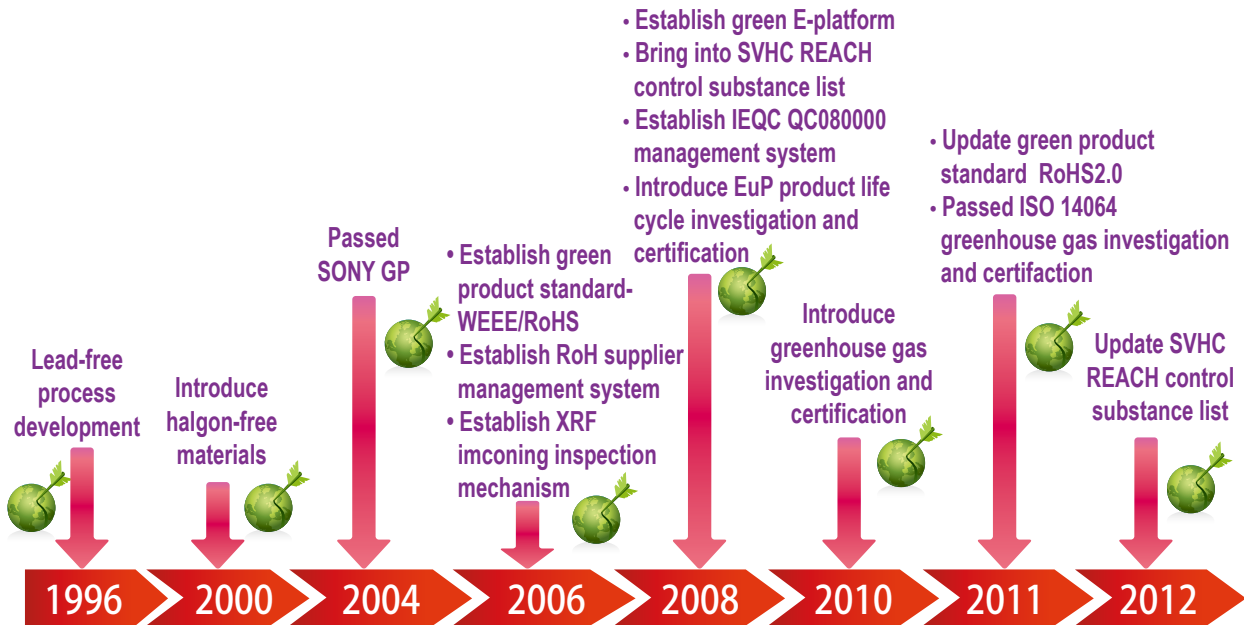 Lead-free
process
development
Introduce
halgon-free
materials
Passed
SONY GP
• Establish green
product standard-
WEEE/RoHS
• Establish RoH supplier
management system
• Establish XRF
imconing inspection
mechanism
• Establish green E-platform
• Bring into SVHC REACH
control substance list
• Establish IEQC QC080000
management system
• Introduce EuP product life
cycle investigation and
certification
Introduce
greenhouse gas
investigation and
certification
• Update green product
standard RoHS2.0
• Passed ISO 14064
greenhouse gas investigation
and certifaction
Update SVHC
REACH control
substance list
1996
2000
2004
2006
2008
2010
2011
2012